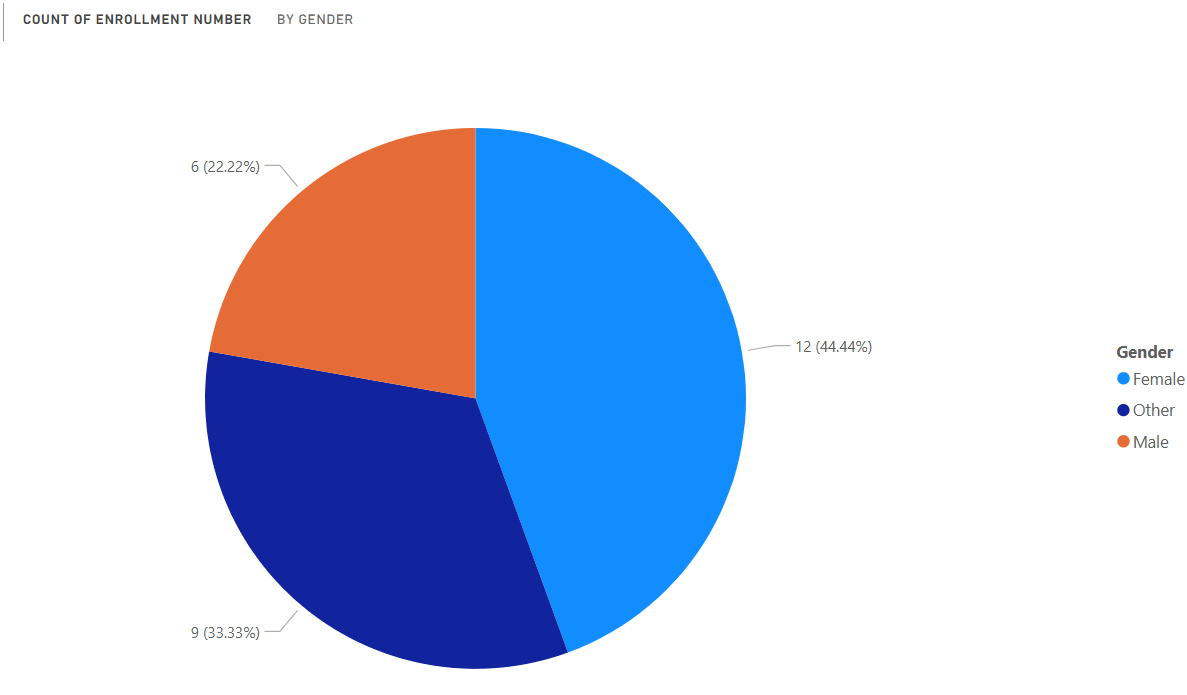 COUNT OF ENROLLMENT NUMBER BY GENDER
6 (22.22%)
12 (44.44%)
9 (33.33%)
Gender
Female
Other
Male